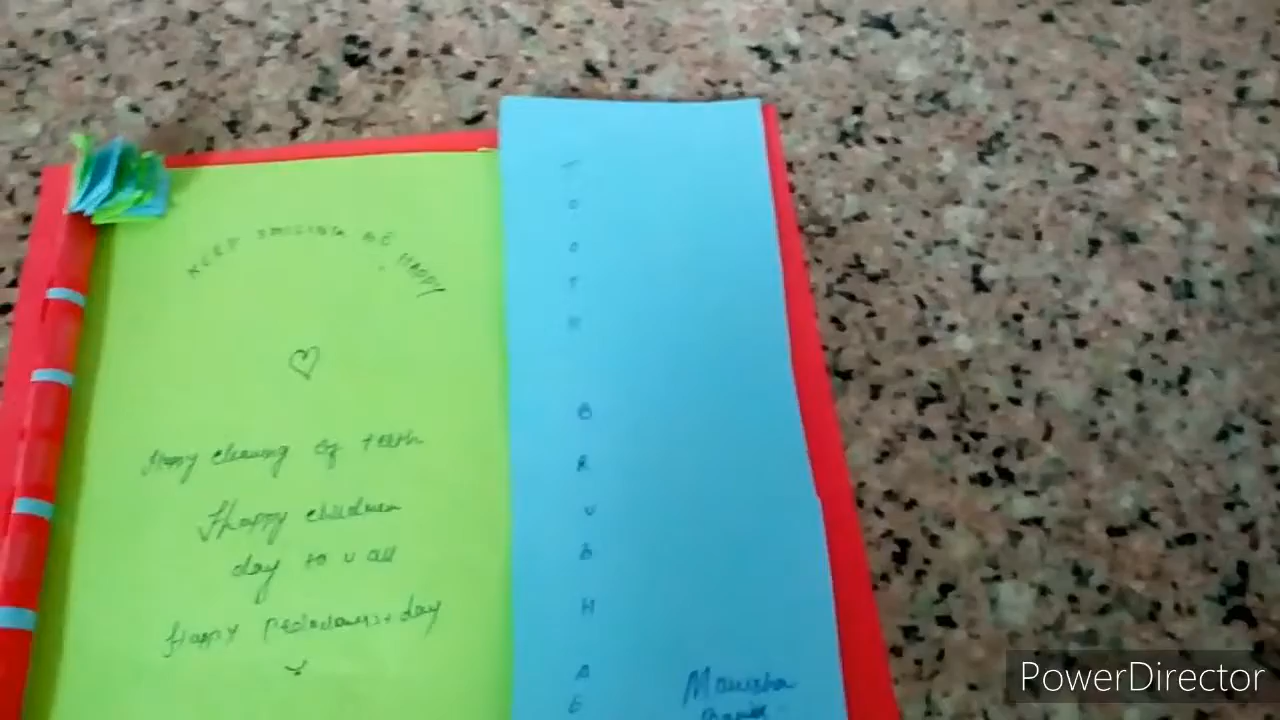 KEEP SMILING BE HAPPY
Happy cleaning of teeth
Happy children
day to u all
Happy Pedodontist day
T
O
O
T
H
B
R
U
S
H
Manisha
PowerDirector